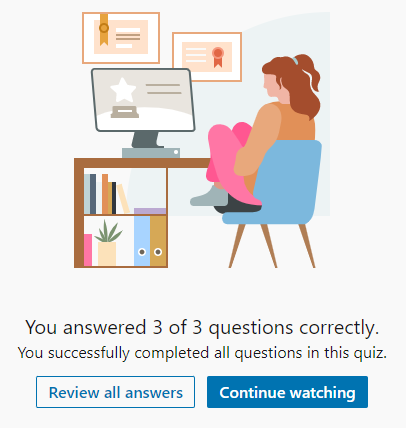 You answered 3 of 3 questions correctly.
You successfully completed all questions in this quiz.
Review all answers
Continue watching